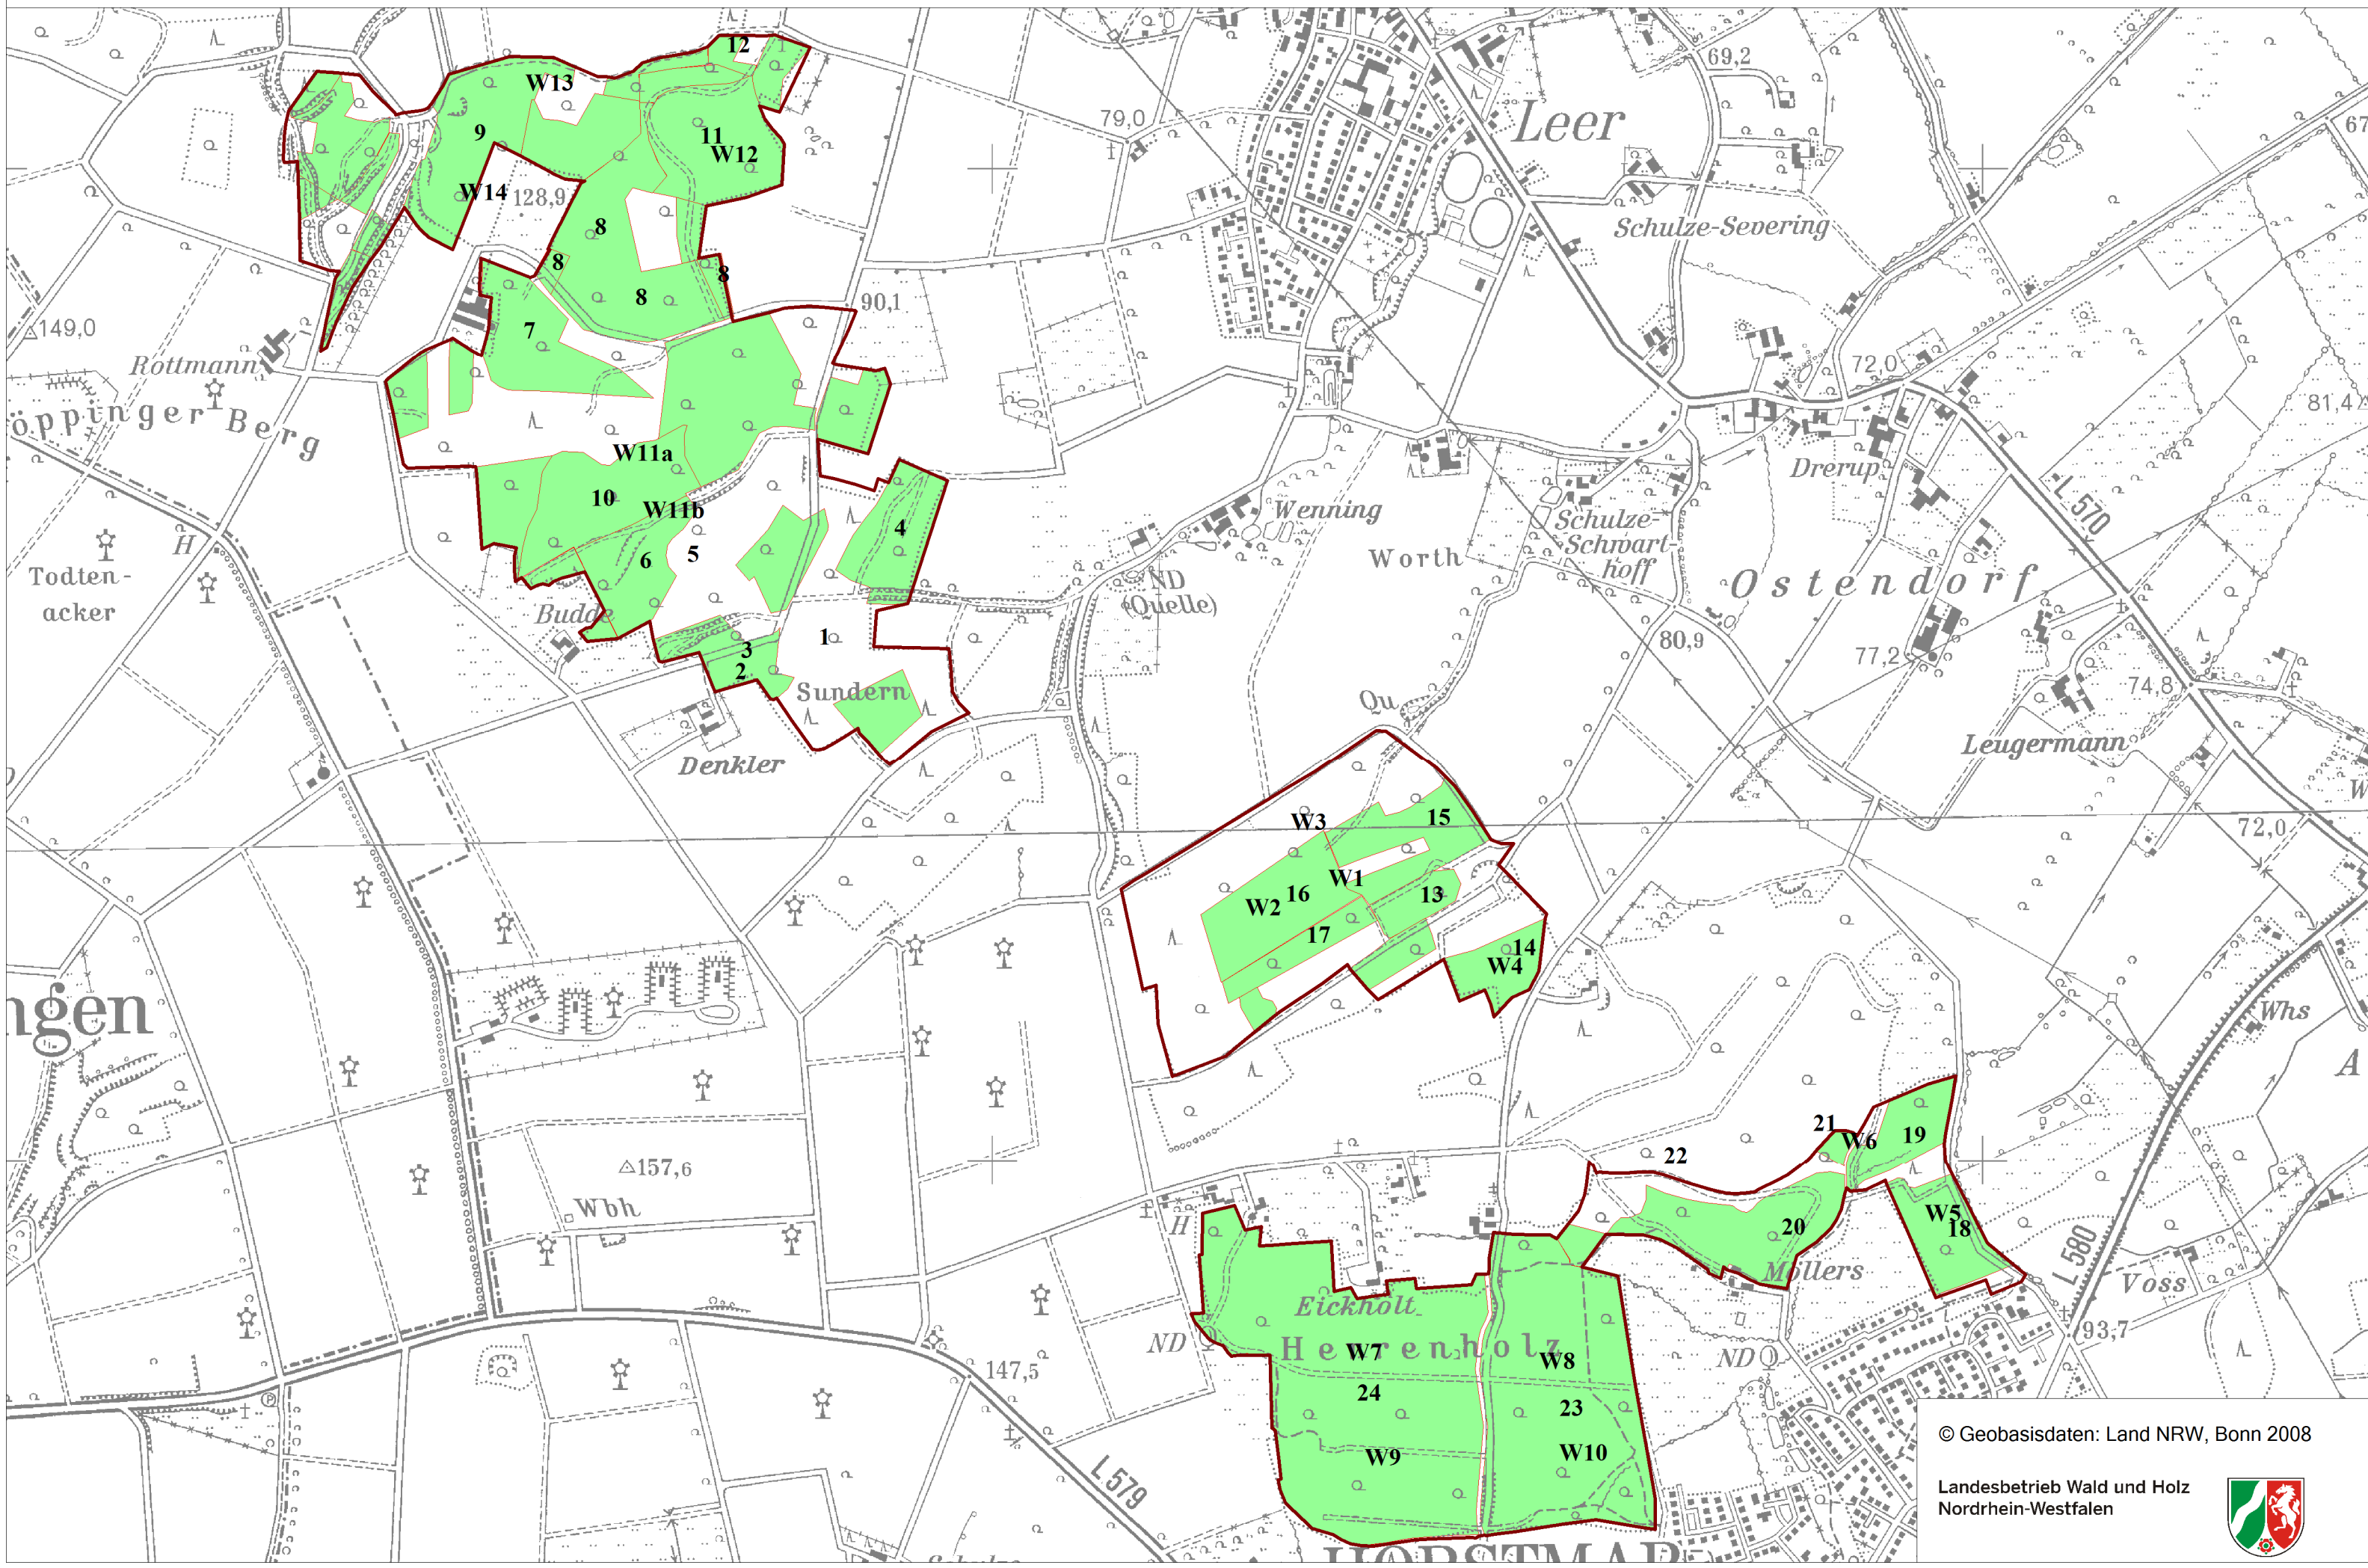 12
W13
69,2
67
9
11
W12
79,0
Leer
W14
128,9
8
Schulze-Severing
8
8
8
90,1
149,0
7
Rottmann
72,0
81,4
öppinger Berg
W11a
10
W11b
Drerup
L 570
4
Wenning
Schulze-
Schwart-
hoff
H
5
6
Worth
Todten-
acker
ND
(Quelle)
Ostendorf
Budde
1
3
2
80,9
77,2
74,8
Sundern
Qu
Denkler
Leugermann
W
W3
15
72,0
W1
16
13
W2
17
14
W4
ngen
Whs
A
21
W6
19
22
157,6
Wbh
W5
18
20
H
Möllers
L 580
Voss
Eickholt
ND
Herrenholz
93,7
W7
W8
ND
147,5
24
23
W9
W10
L 579
© Geobasisdaten: Land NRW, Bonn 2008
Landesbetrieb Wald und Holz
Nordrhein-Westfalen